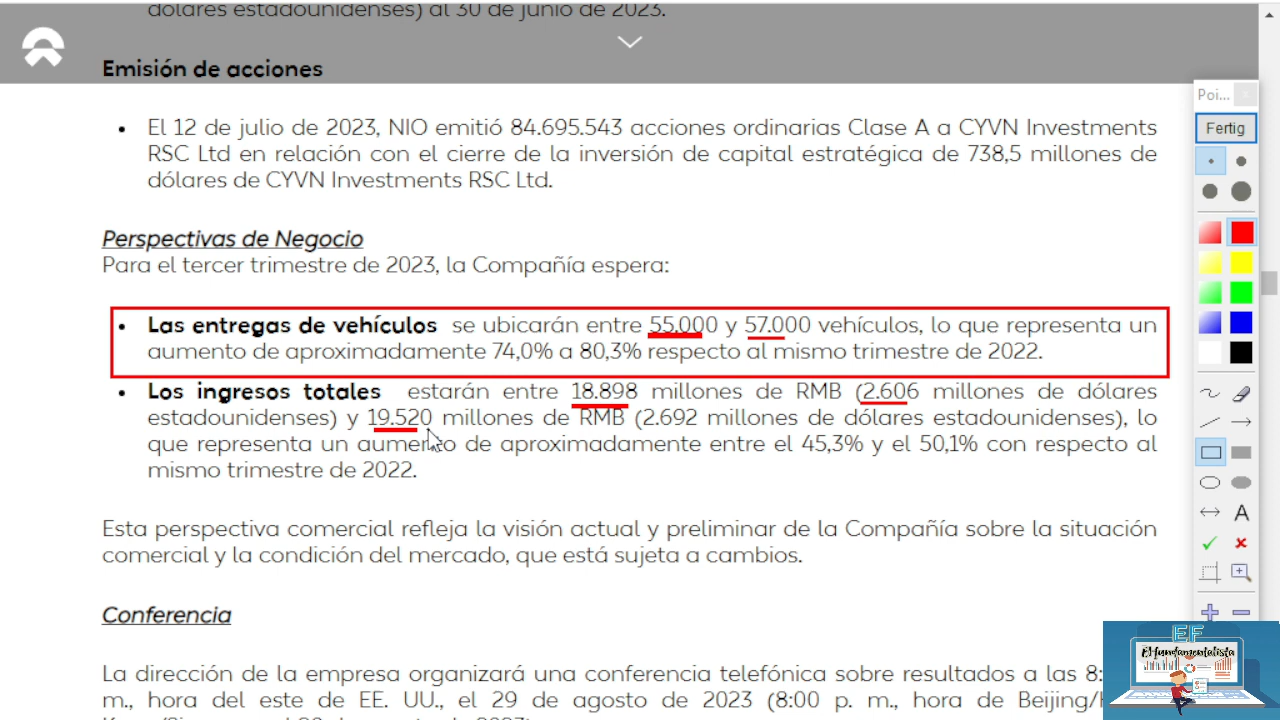 dólares estadounidenses) al 30 de junio de 2023.
Emisión de acciones
• El 12 de julio de 2023, NIO emitió 84.695.543 acciones ordinarias Clase A a CYVN Investments
RSC Ltd en relación con el cierre de la inversión de capital estratégica de 738,5 millones de
dólares de CYVN Investments RSC Ltd.
Perspectivas de Negocio
Para el tercer trimestre de 2023, la Compañía espera:
• Las entregas de vehículos se ubicarán entre 55.000 y 57.000 vehículos, lo que representa un
aumento de aproximadamente 74,0% a 80,3% respecto al mismo trimestre de 2022.
• Los ingresos totales estarán entre 18.898 millones de RMB (2.606 millones de dólares
estadounidenses) y 19.520 millones de RMB (2.692 millones de dólares estadounidenses), lo
que representa un aumento de aproximadamente entre el 45,3% y el 50,1% con respecto al
mismo trimestre de 2022.
Esta perspectiva comercial refleja la visión actual y preliminar de la Compañía sobre la situación
comercial y la condición del mercado, que está sujeta a cambios.
Conferencia
La dirección de la empresa organizará una conferencia telefónica sobre resultados a las 8:
m., hora del este de EE. UU., el 29 de agosto de 2023 (8:00 p. m., hora de Beijing/
Poi...
Fertig
A
EF
El fundamentalista